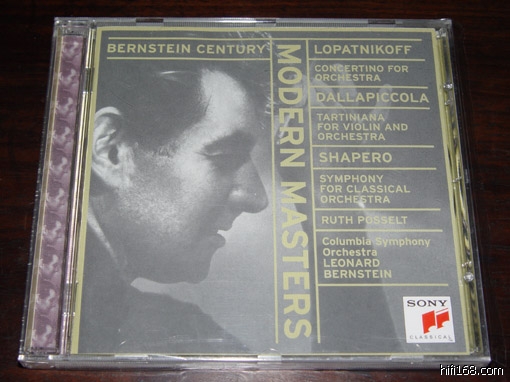 BERNSTEIN CENTURY
MODERN MASTERS
LOPATNIKOFF
CONCERTINO FOR
ORCHESTRA
DALLAPICCOLA
TARTINIANA
FOR VIOLIN AND
ORCHESTRA
SHAPERO
SYMPHONY
FOR CLASSICAL
ORCHESTRA
RUTH POSSELT
Columbia Symphony
Orchestra
LEONARD
BERNSTEIN
SONY
CLASSICAL
hifi168.com